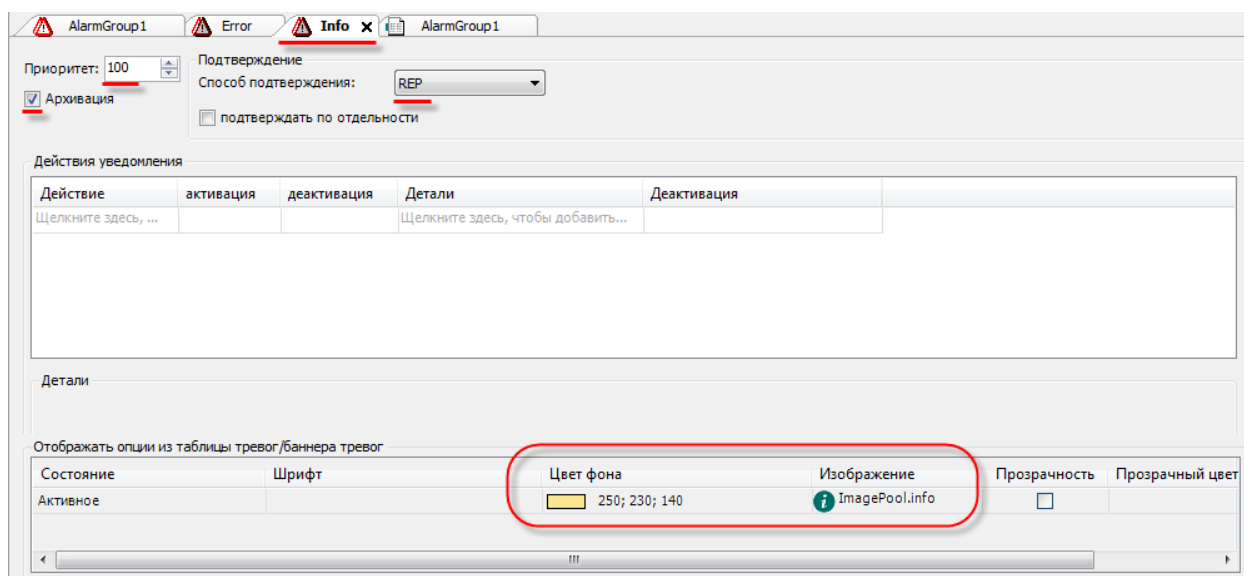 AlarmGroup1 Error Info x AlarmGroup1
Приоритет: 100
Архивация
Подтверждение
Способ подтверждения: REP
подтверждать по отдельности
Действия уведомления
Действие активация деактивация Детали Деактивация
Щелкните здесь, ... Щелкните здесь, чтобы добавить...
Детали
Отображать опции из таблицы тревог/баннера тревог
Состояние Шрифт Цвет фона Изображение Прозрачность Прозрачный цвет
Активное 250; 230; 140 ImagePool.info